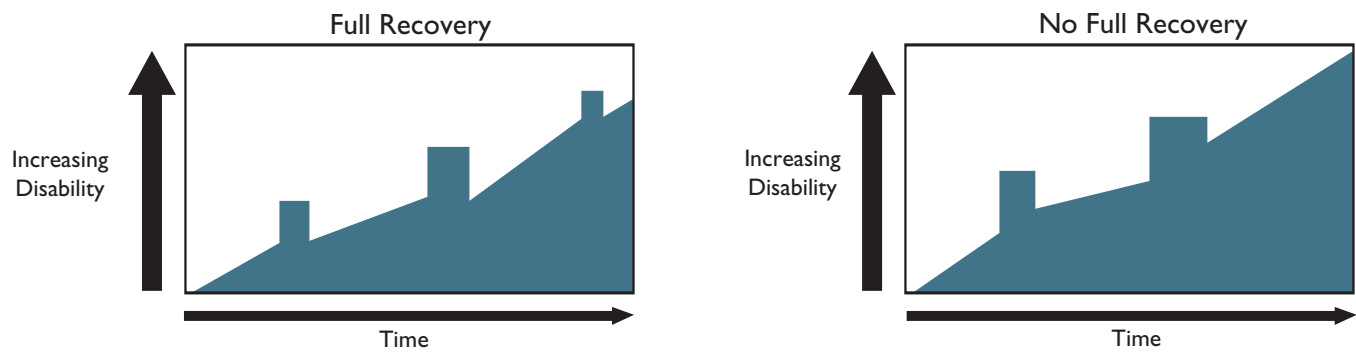 Full Recovery
Increasing
Disability
Time
No Full Recovery
Increasing
Disability
Time